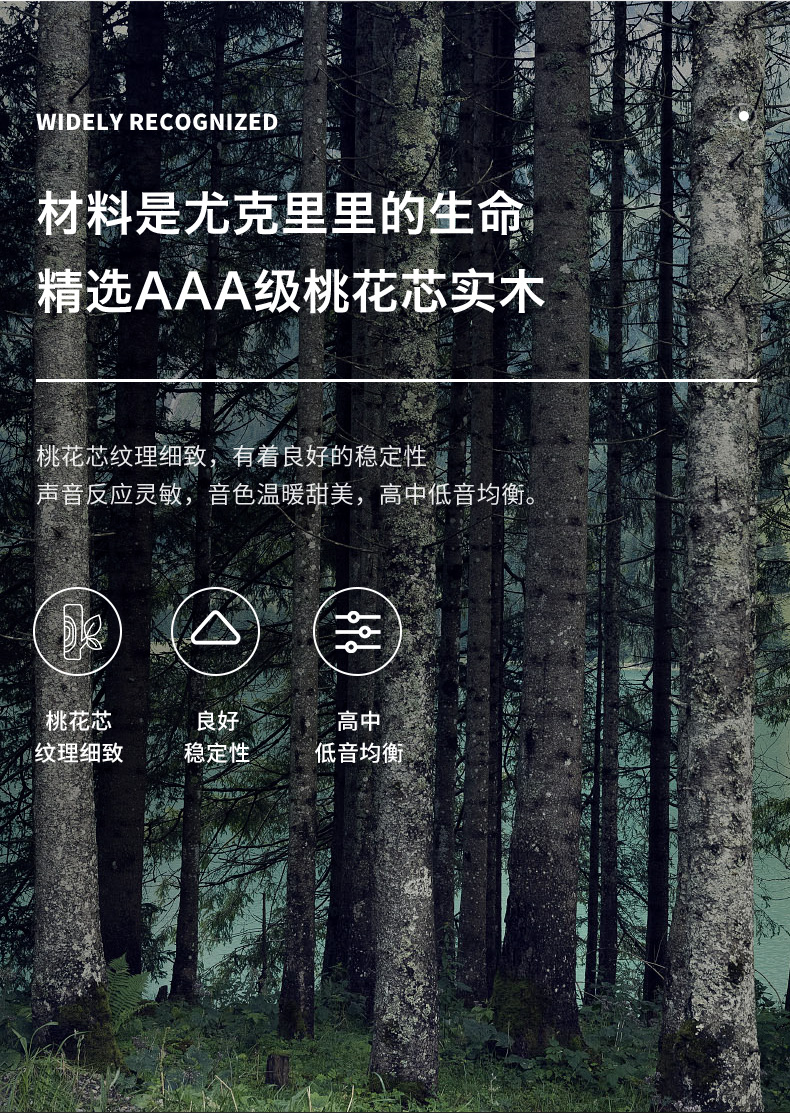 WIDELY RECOGNIZED
材料是尤克里里的生命
精选AAA级桃花芯实木
桃花芯纹理细致，有着良好的稳定性
声音反应灵敏，音色温暖甜美，高中低音均衡。
桃花芯
纹理细致
良好
稳定性
高中
低音均衡